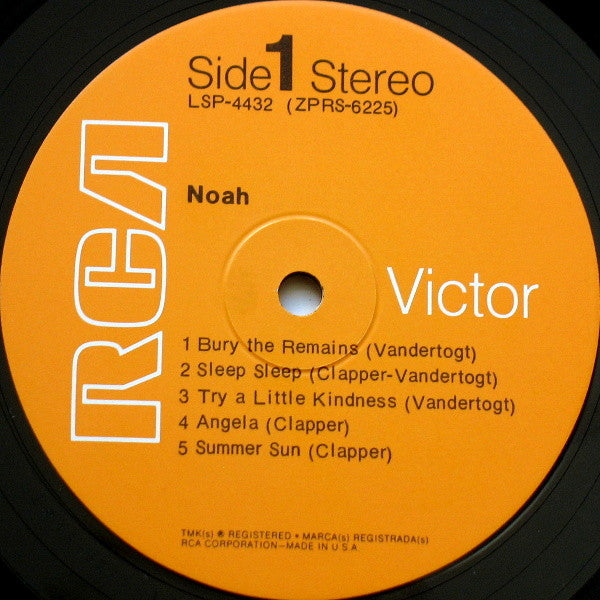 Side 1 Stereo
LSP-4432 (ZPRS-6225)
RCA
Noah
Victor
1 Bury the Remains (Vandertogt)
2 Sleep Sleep (Clapper-Vandertogt)
3 Try a Little Kindness (Vandertogt)
4 Angela (Clapper)
5 Summer Sun (Clapper)
TMK(s) ® REGISTERED • MARCA(s) REGISTRADA(s)
RCA CORPORATION—MADE IN U.S.A